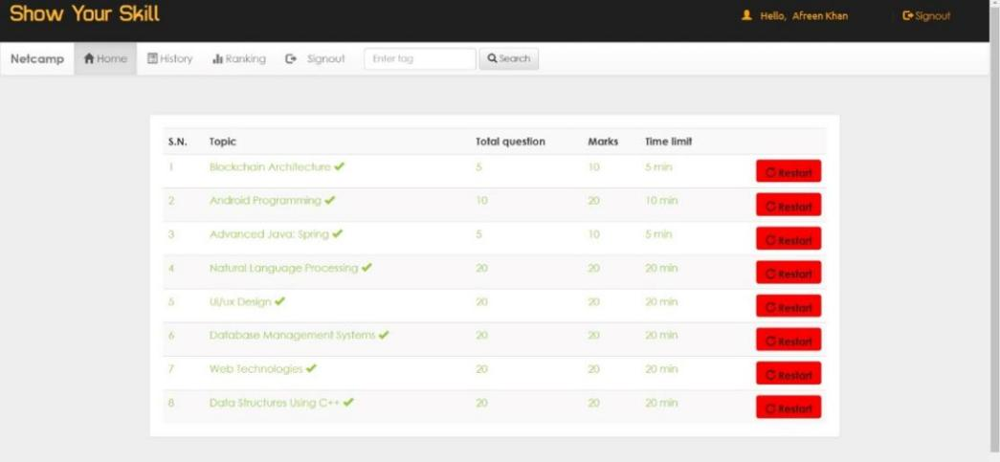 Show Your Skill Hello, Afreen Khan Signout
Netcamp Home History Ranking Signout Enter tag Search
S.N. Topic Total question Marks Time limit
1 Blockchain Architecture ✔ 5 10 5 min Restart
2 Android Programming ✔ 10 20 10 min Restart
3 Advanced Java: Spring ✔ 5 10 5 min Restart
4 Natural Language Processing ✔ 20 20 20 min Restart
5 Ui/ux Design ✔ 20 20 20 min Restart
6 Database Management Systems ✔ 20 20 20 min Restart
7 Web Technologies ✔ 20 20 20 min Restart
8 Data Structures Using C++ ✔ 20 20 20 min Restart